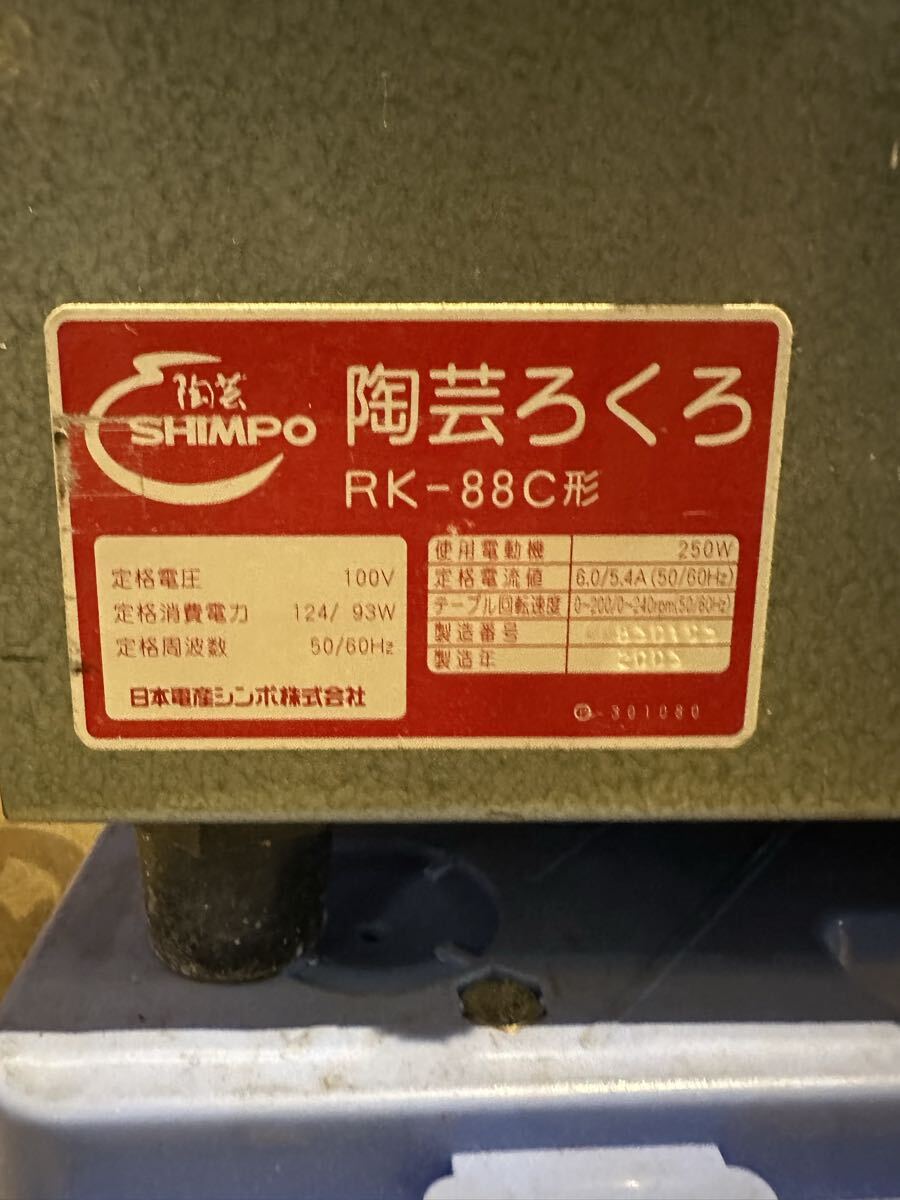 陶芸
SHIMPO
陶芸ろくろ
RK-88C形
定格電圧 100V
定格消費電力 124/ 93W
定格周波数 50/60Hz
日本電産シンポ株式会社
使用電動機 250W
定格電流値 6.0/5.4A(50/60Hz)
テーブル回転速度 0~200/0~240rpm(50/60Hz)
製造番号
製造年
-301080